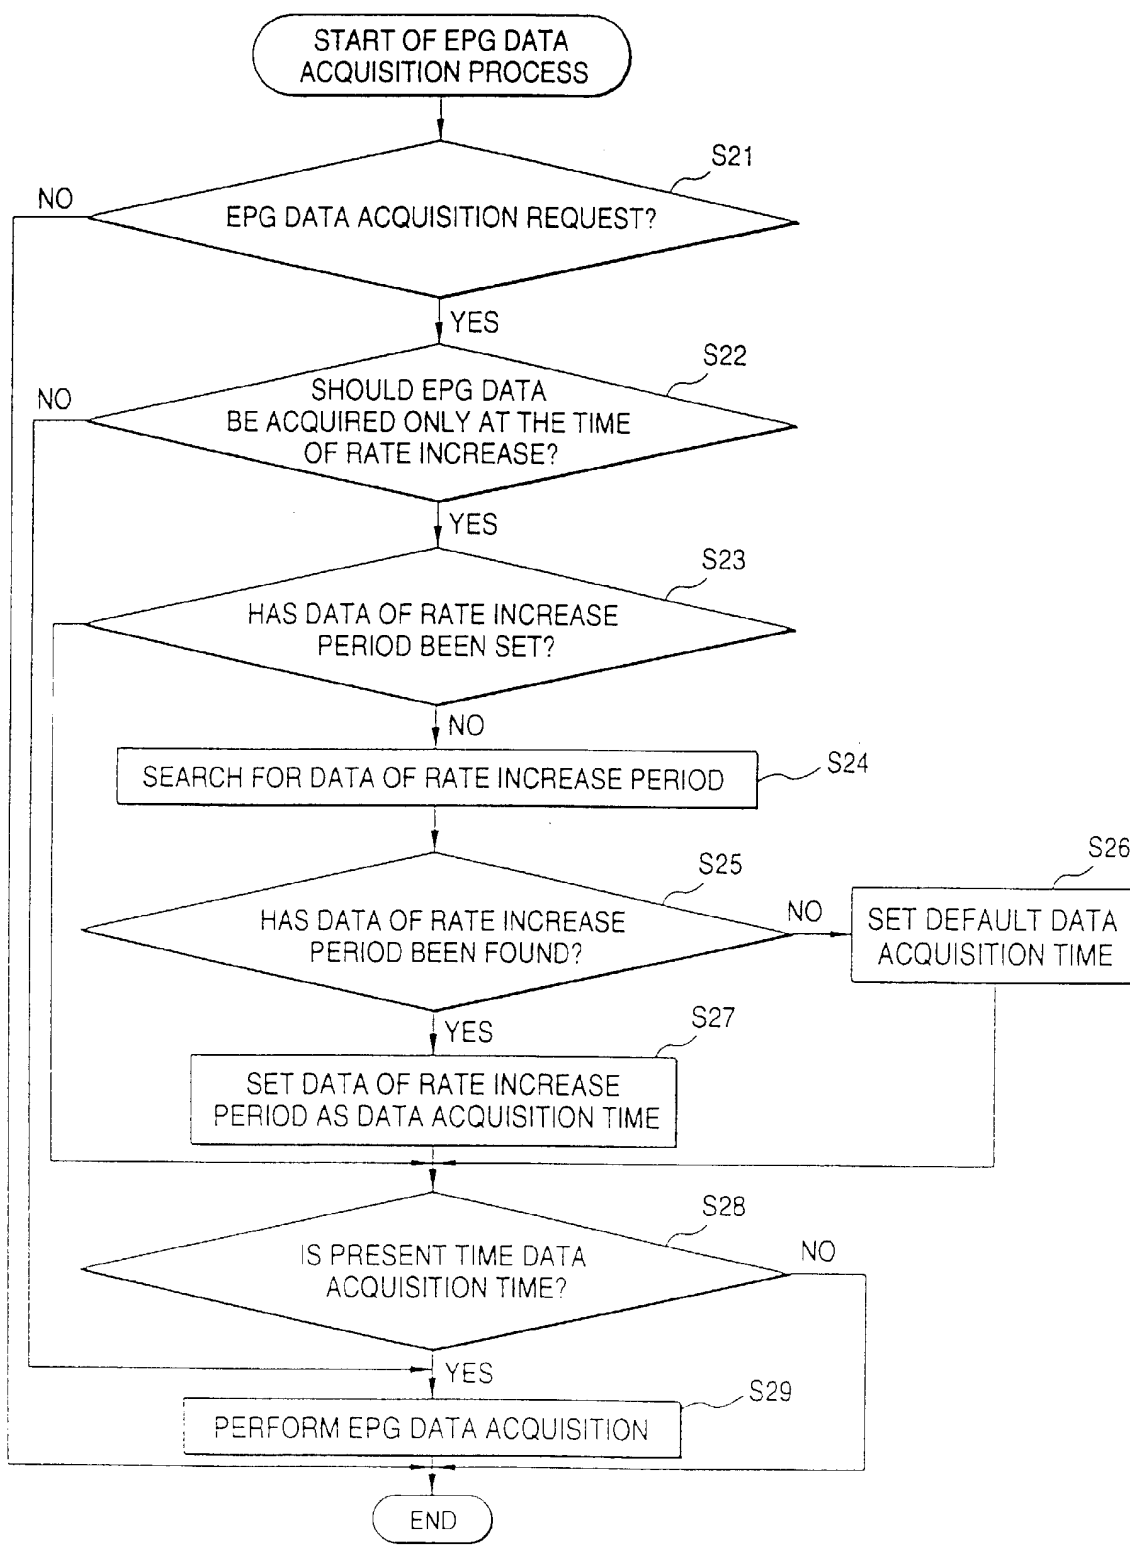 START OF EPG DATA
ACQUISITION PROCESS
S21
NO
EPG DATA ACQUISITION REQUEST?
YES
S22
NO
SHOULD EPG DATA
BE ACQUIRED ONLY AT THE TIME
OF RATE INCREASE?
YES
S23
HAS DATA OF RATE INCREASE
PERIOD BEEN SET?
NO
SEARCH FOR DATA OF RATE INCREASE PERIOD
S24
S25
S26
HAS DATA OF RATE INCREASE
PERIOD BEEN FOUND?
NO
SET DEFAULT DATA
ACQUISITION TIME
YES
S27
SET DATA OF RATE INCREASE
PERIOD AS DATA ACQUISITION TIME
S28
IS PRESENT TIME DATA
ACQUISITION TIME?
NO
YES
S29
PERFORM EPG DATA ACQUISITION
END